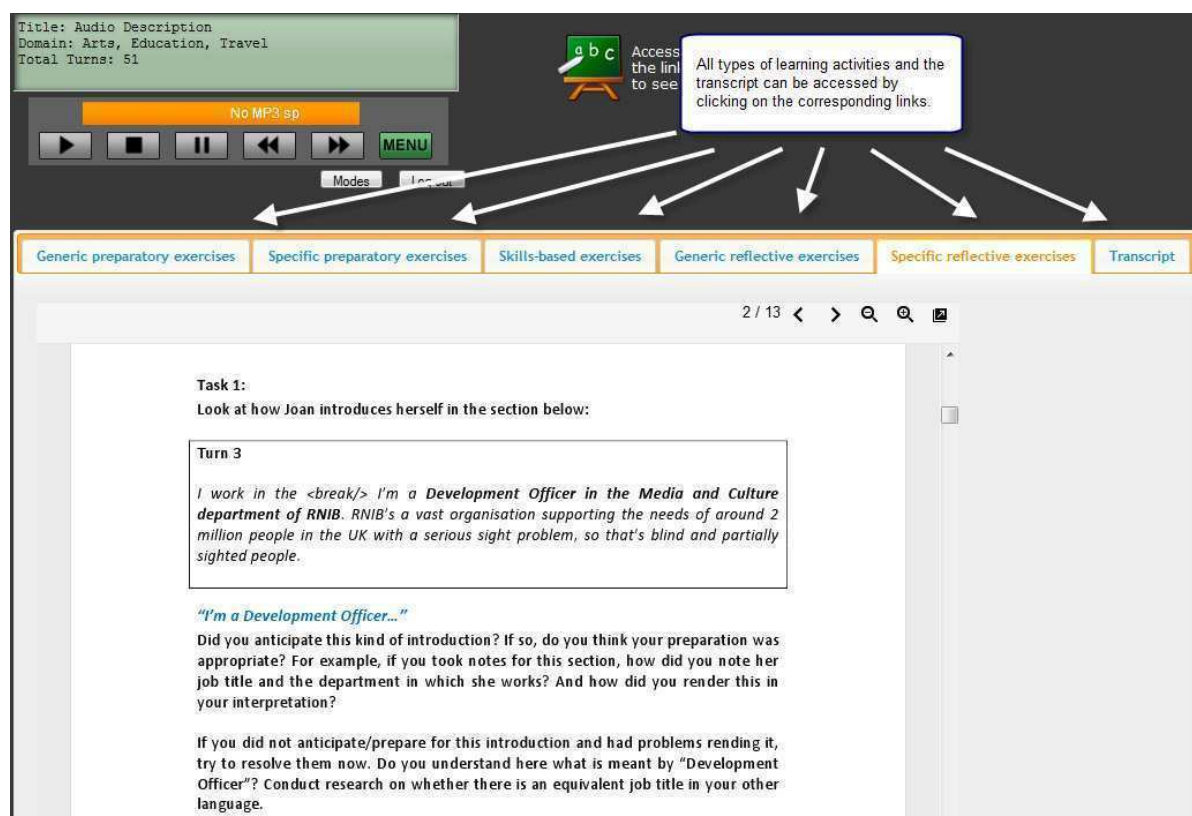 Title: Audio Description
Domain: Arts, Education, Travel
Total Turns: 51
a b c
Access
the lin
to see
All types of learning activities and the
transcript can be accessed by
clicking on the corresponding links.
No MP3 sp
MENU
Modes
Generic preparatory exercises
Specific preparatory exercises
Skills-based exercises
Generic reflective exercises
Specific reflective exercises
Transcript
2 / 13
Task 1:
Look at how Joan introduces herself in the section below:
Turn 3
I work in the <break/> I'm a Development Officer in the Media and Culture
department of RNIB. RNIB's a vast organisation supporting the needs of around 2
million people in the UK with a serious sight problem, so that's blind and partially
sighted people.
“I'm a Development Officer…”
Did you anticipate this kind of introduction? If so, do you think your preparation was
appropriate? For example, if you took notes for this section, how did you note her
job title and the department in which she works? And how did you render this in
your interpretation?
If you did not anticipate/prepare for this introduction and had problems rending it,
try to resolve them now. Do you understand here what is meant by “Development
Officer”? Conduct research on whether there is an equivalent job title in your other
language.